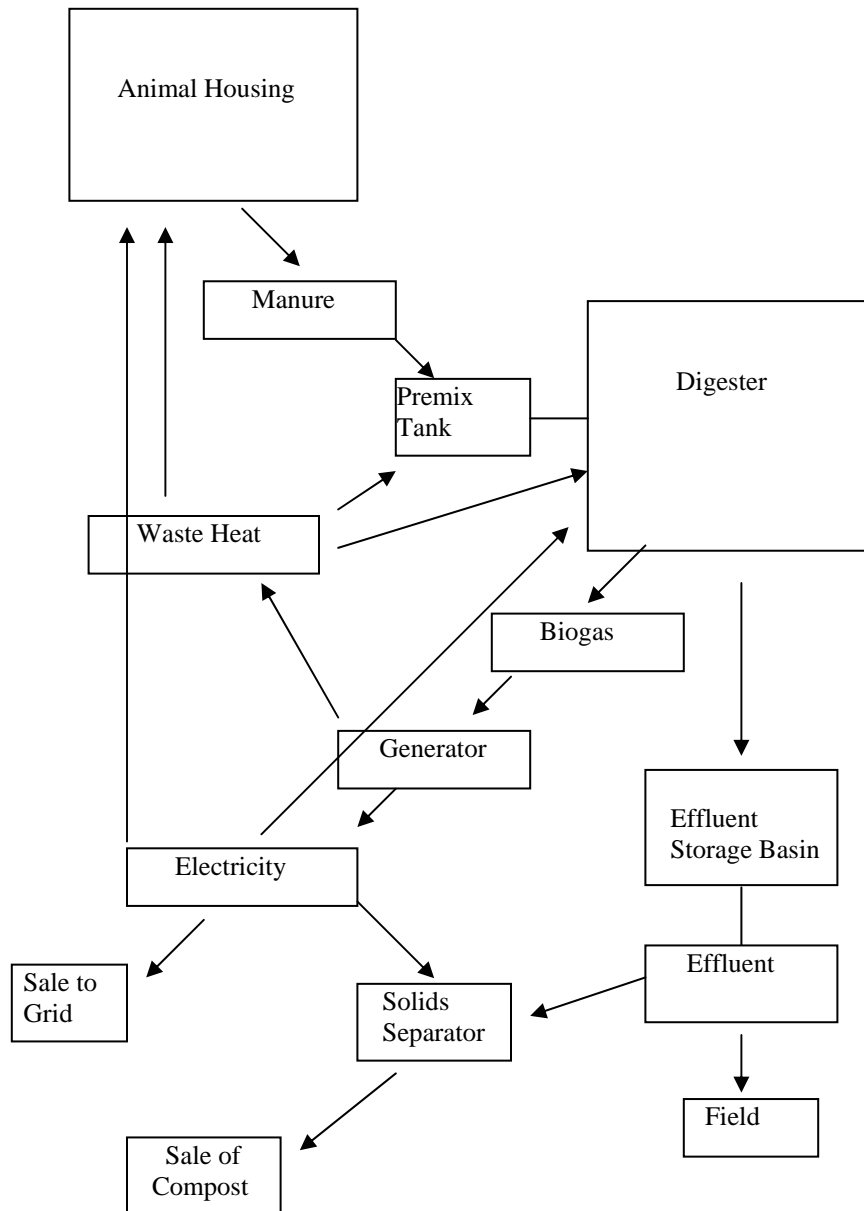 Animal Housing
Manure
Premix
Tank
Digester
Waste Heat
Biogas
Generator
Effluent
Storage Basin
Electricity
Effluent
Sale to
Grid
Solids
Separator
Field
Sale of
Compost